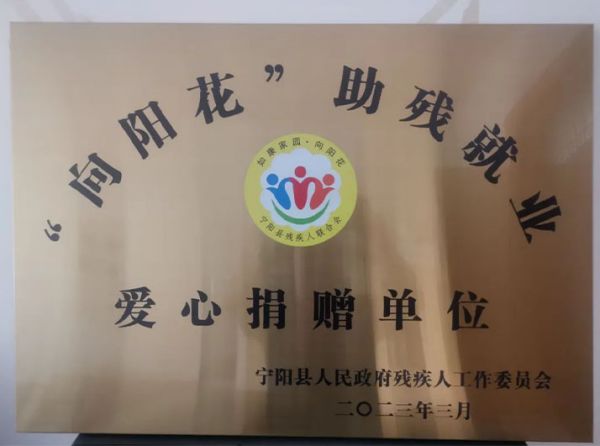 “向阳花”助残就业
如康家园·向阳花
宁阳县残疾人联合会
爱心捐赠单位
宁阳县人民政府残疾人工作委员会
二〇二三年三月